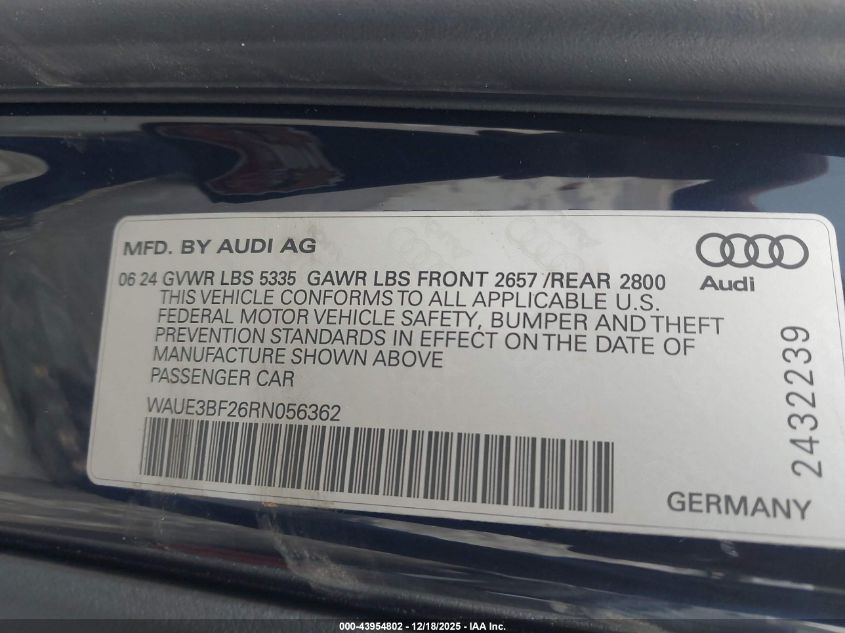 MFD. BY AUDI AG
Audi
06 24 GVWR LBS 5335 GAWR LBS FRONT 2657 /REAR 2800
THIS VEHICLE CONFORMS TO ALL APPLICABLE U.S.
FEDERAL MOTOR VEHICLE SAFETY, BUMPER AND THEFT
PREVENTION STANDARDS IN EFFECT ON THE DATE OF
MANUFACTURE SHOWN ABOVE
PASSENGER CAR
WAUE3BF26RN056362
2432239
GERMANY
000-43954802 - 12/18/2025 - IAA Inc.